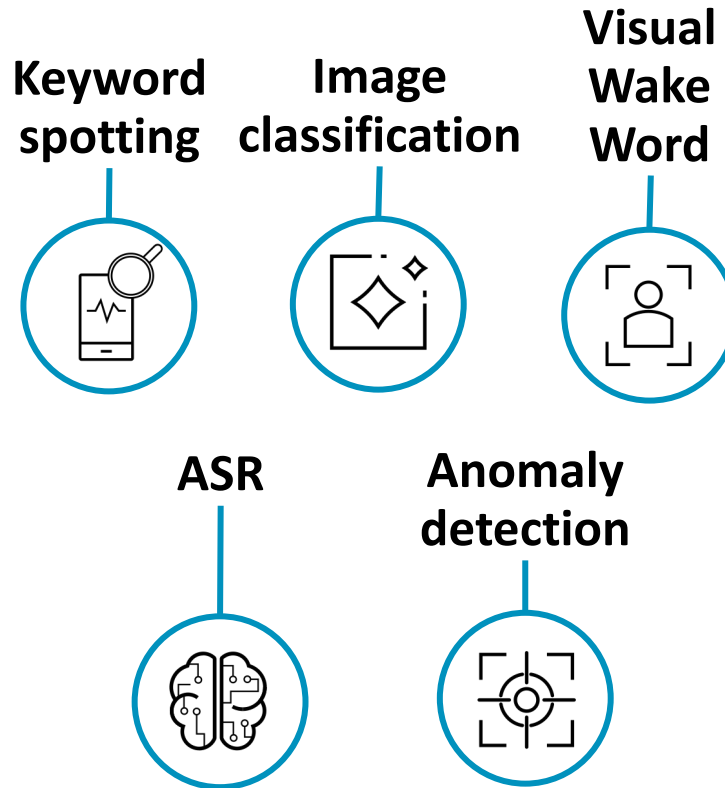 Keyword
spotting
Image
classification
Visual
Wake
Word
ASR
Anomaly
detection